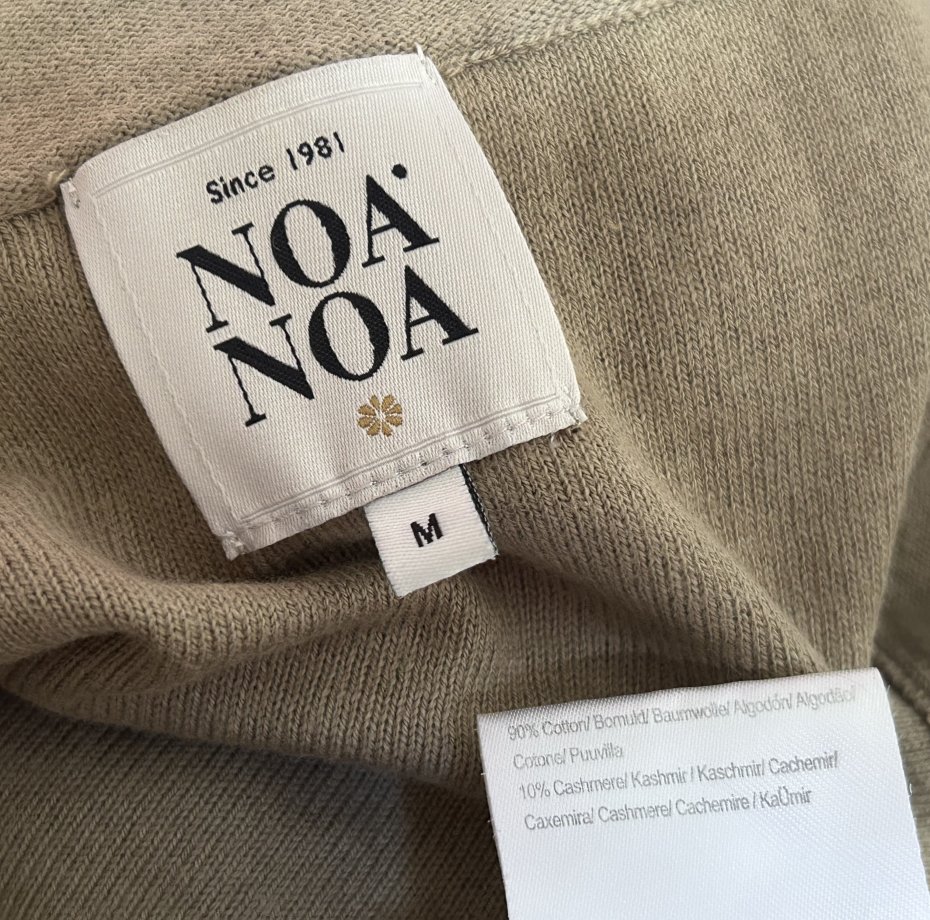 Since 1981
NOA
NOA
M
90% Cotton/ Bomuld/ Baumwolle/ Algodón/ Algodão/
Cotone/ Puuvilla
10% Cashmere/ Kashmir / Kaschmir/ Cachemir/
Caxemira/ Cashmere/ Cachemire / KaÛmir